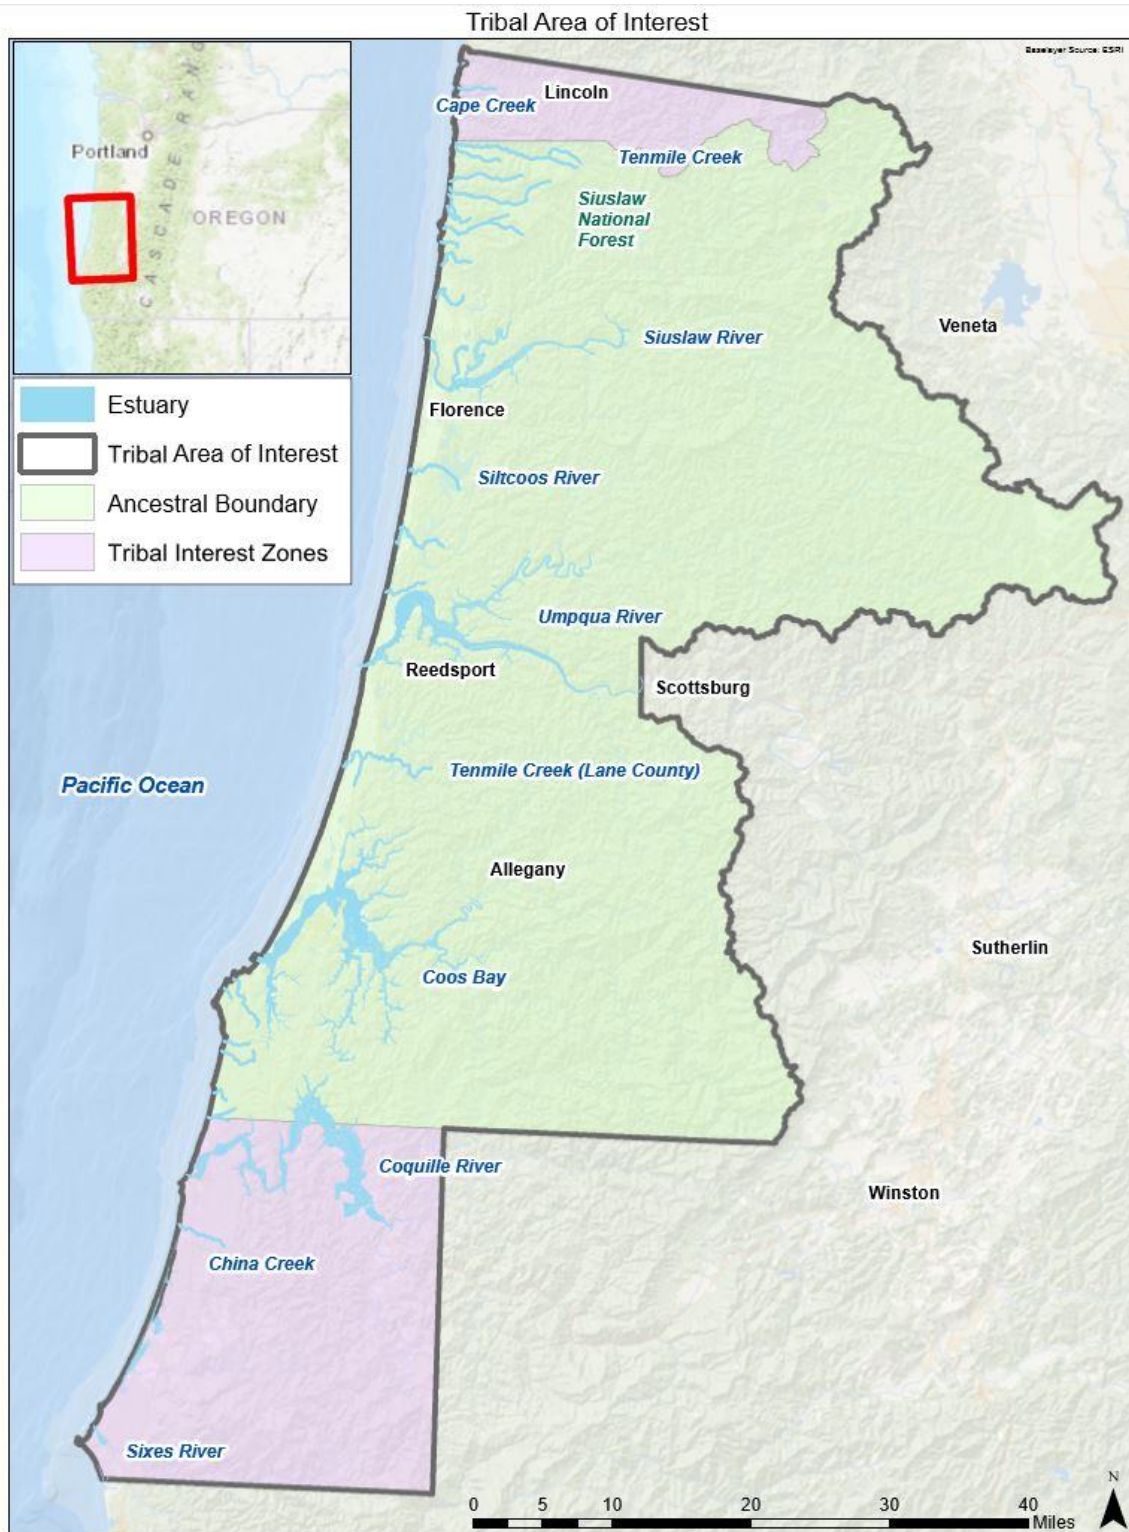 Tribal Area of Interest
Baselayer Source: ESRI
Portland
CASCADE RANG
OREGON
Estuary
Tribal Area of Interest
Ancestral Boundary
Tribal Interest Zones
Lincoln
Cape Creek
Tenmile Creek
Siuslaw
National
Forest
Veneta
Siuslaw River
Florence
Siltcoos River
Umpqua River
Reedsport
Scottsburg
Tenmile Creek (Lane County)
Pacific Ocean
Allegany
Sutherlin
Coos Bay
Coquille River
Winston
China Creek
Sixes River
N
0 5 10 20 30 40
Miles